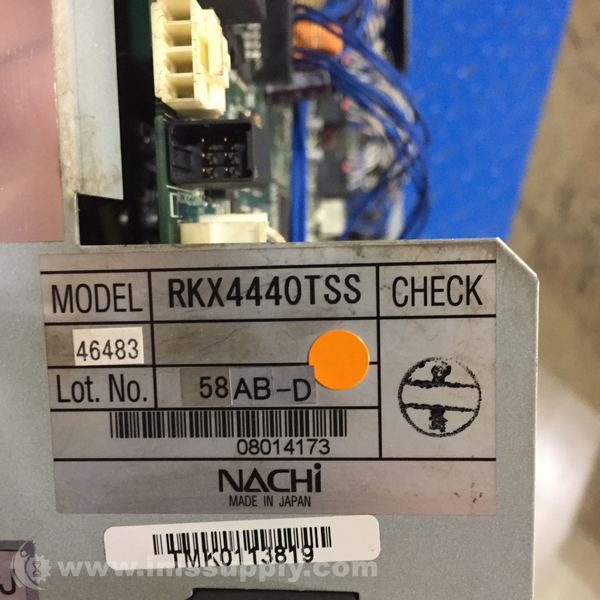 MODEL RKX4440TSS CHECK
46483
Lot. No. 58 AB-D
08014173
NACHi
MADE IN JAPAN
TMK0113819
J
www.imssupply.com